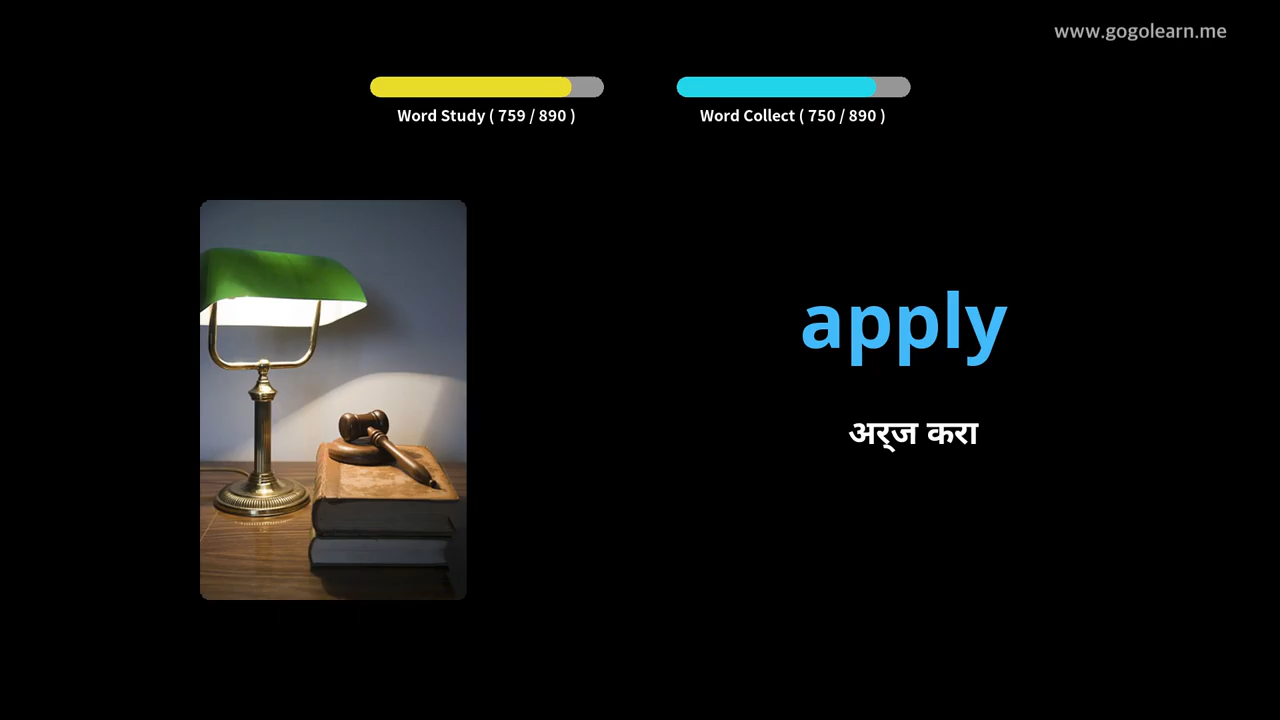 www.gogolearn.me
Word Study ( 759 / 890 )
Word Collect ( 750 / 890 )
apply
अर्‌ज करा